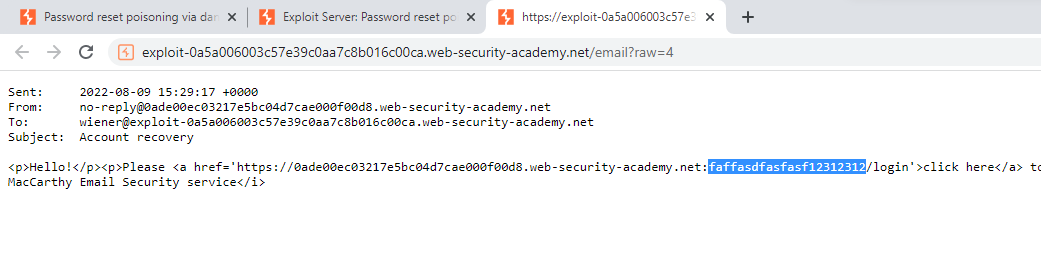 Password reset poisoning via dan
Exploit Server: Password reset po
https://exploit-0a5a006003c57e3
exploit-0a5a006003c57e39c0aa7c8b016c00ca.web-security-academy.net/email?raw=4
Sent: 2022-08-09 15:29:17 +0000
From: no-reply@0ade00ec03217e5bc04d7cae000f00d8.web-security-academy.net
To: wiener@exploit-0a5a006003c57e39c0aa7c8b016c00ca.web-security-academy.net
Subject: Account recovery
<p>Hello!</p><p>Please <a href='https://0ade00ec03217e5bc04d7cae000f00d8.web-security-academy.net:faffasdfasfasf12312312/login'>click here</a> to
MacCarthy Email Security service</i>